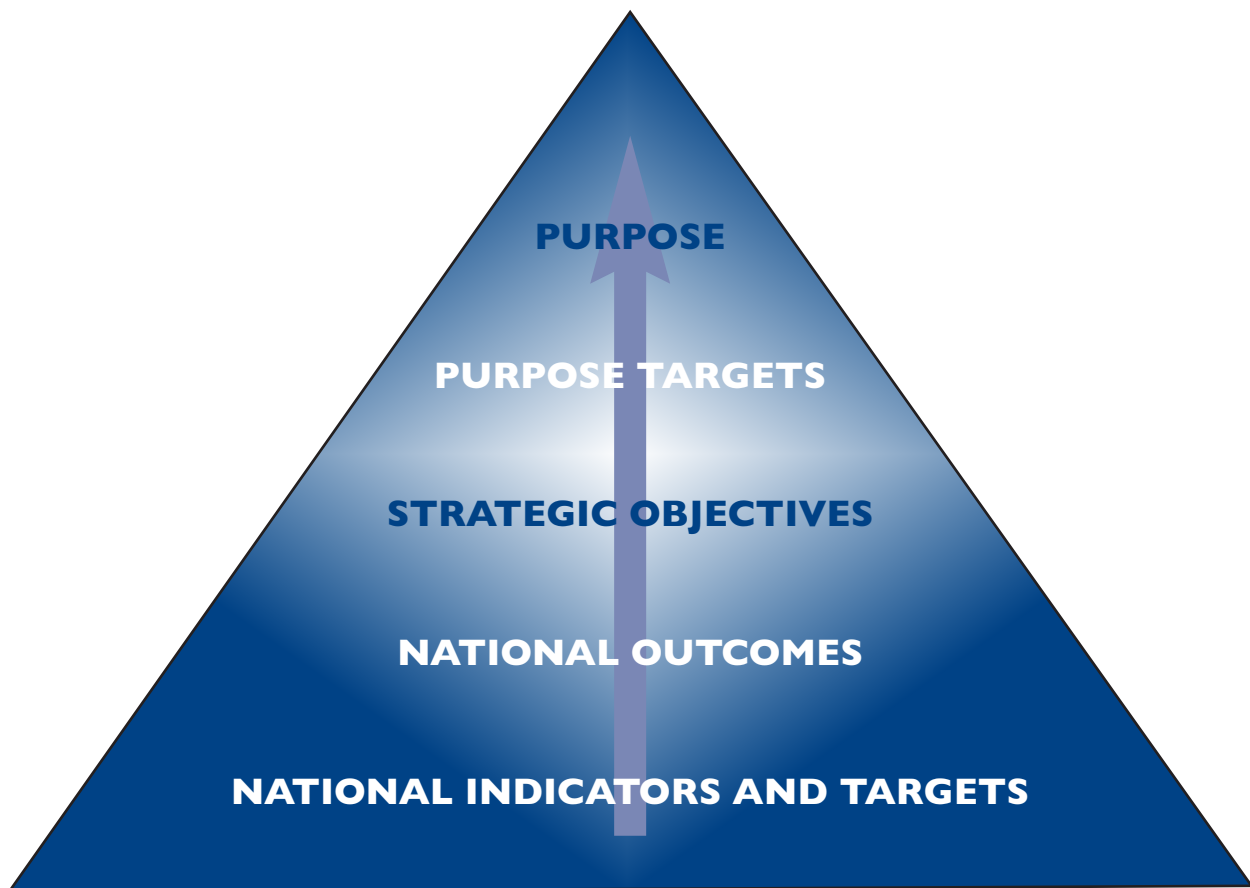 PURPOSE
PURPOSE TARGETS
STRATEGIC OBJECTIVES
NATIONAL OUTCOMES
NATIONAL INDICATORS AND TARGETS